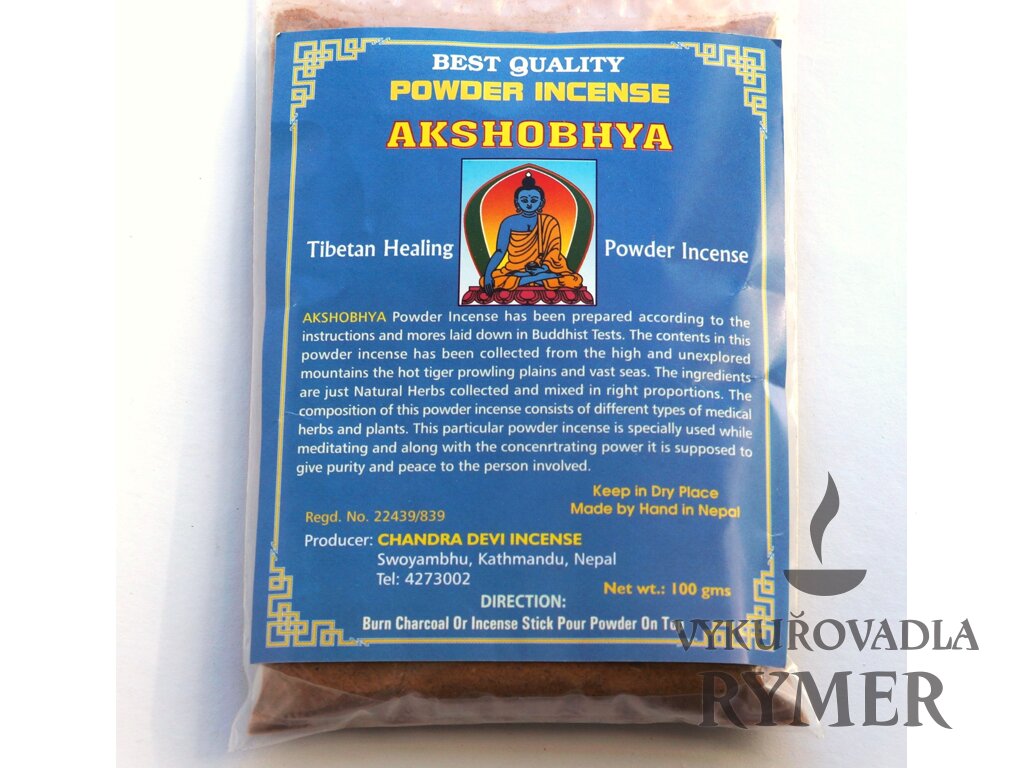 BEST QUALITY
POWDER INCENSE
AKSHOBHYA
Tibetan Healing
Powder Incense
AKSHOBHYA Powder Incense has been prepared according to the
instructions and mores laid down in Buddhist Tests. The contents in this
powder incense has been collected from the high and unexplored
mountains the hot tiger prowling plains and vast seas. The ingredients
are just Natural Herbs collected and mixed in right proportions. The
composition of this powder incense consists of different types of medical
herbs and plants. This particular powder incense is specially used while
meditating and along with the concenrtrating power it is supposed to
give purity and peace to the person involved.
Keep in Dry Place
Made by Hand in Nepal
Regd. No. 22439/839
Producer: CHANDRA DEVI INCENSE
Swoyambhu, Kathmandu, Nepal
Tel: 4273002
Net wt.: 100 gms
DIRECTION:
Burn Charcoal Or Incense Stick Pour Powder On
VYKUŘOVADLA
RYMER